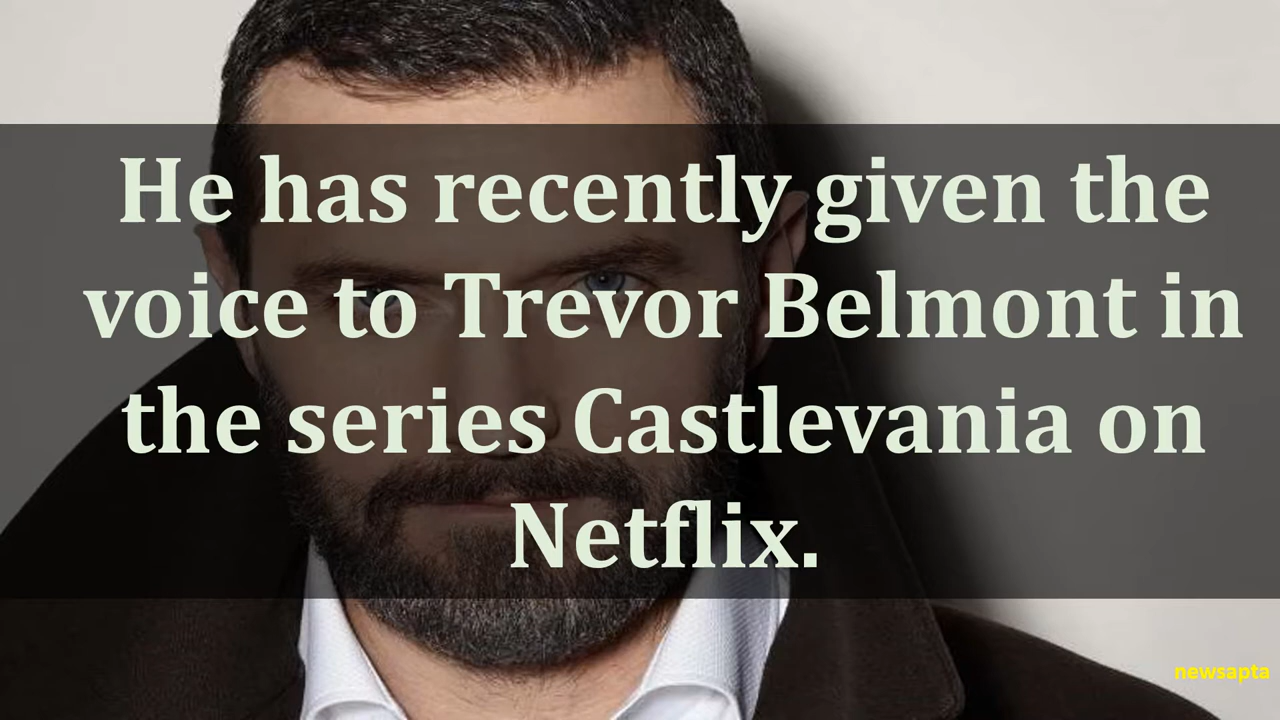 He has recently given the
voice to Trevor Belmont in
the series Castlevania on
Netflix.
newsapta